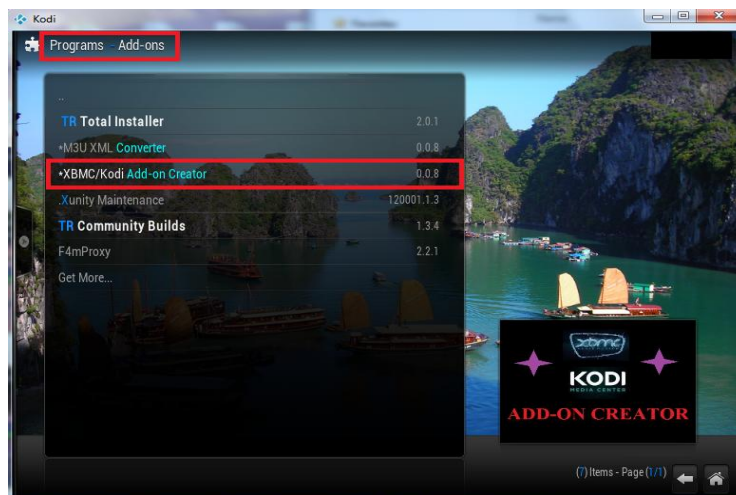 Kodi
Programs - Add-ons
..
TR Total Installer 2.0.1
*M3U XML Converter 0.0.8
*XBMC/Kodi Add-on Creator 0.0.8
.Xunity Maintenance 120001.1.3
TR Community Builds 1.3.4
F4mProxy 2.2.1
Get More...
xbmc
KODI
MEDIA CENTER
ADD-ON CREATOR
(7) Items - Page (1/1)